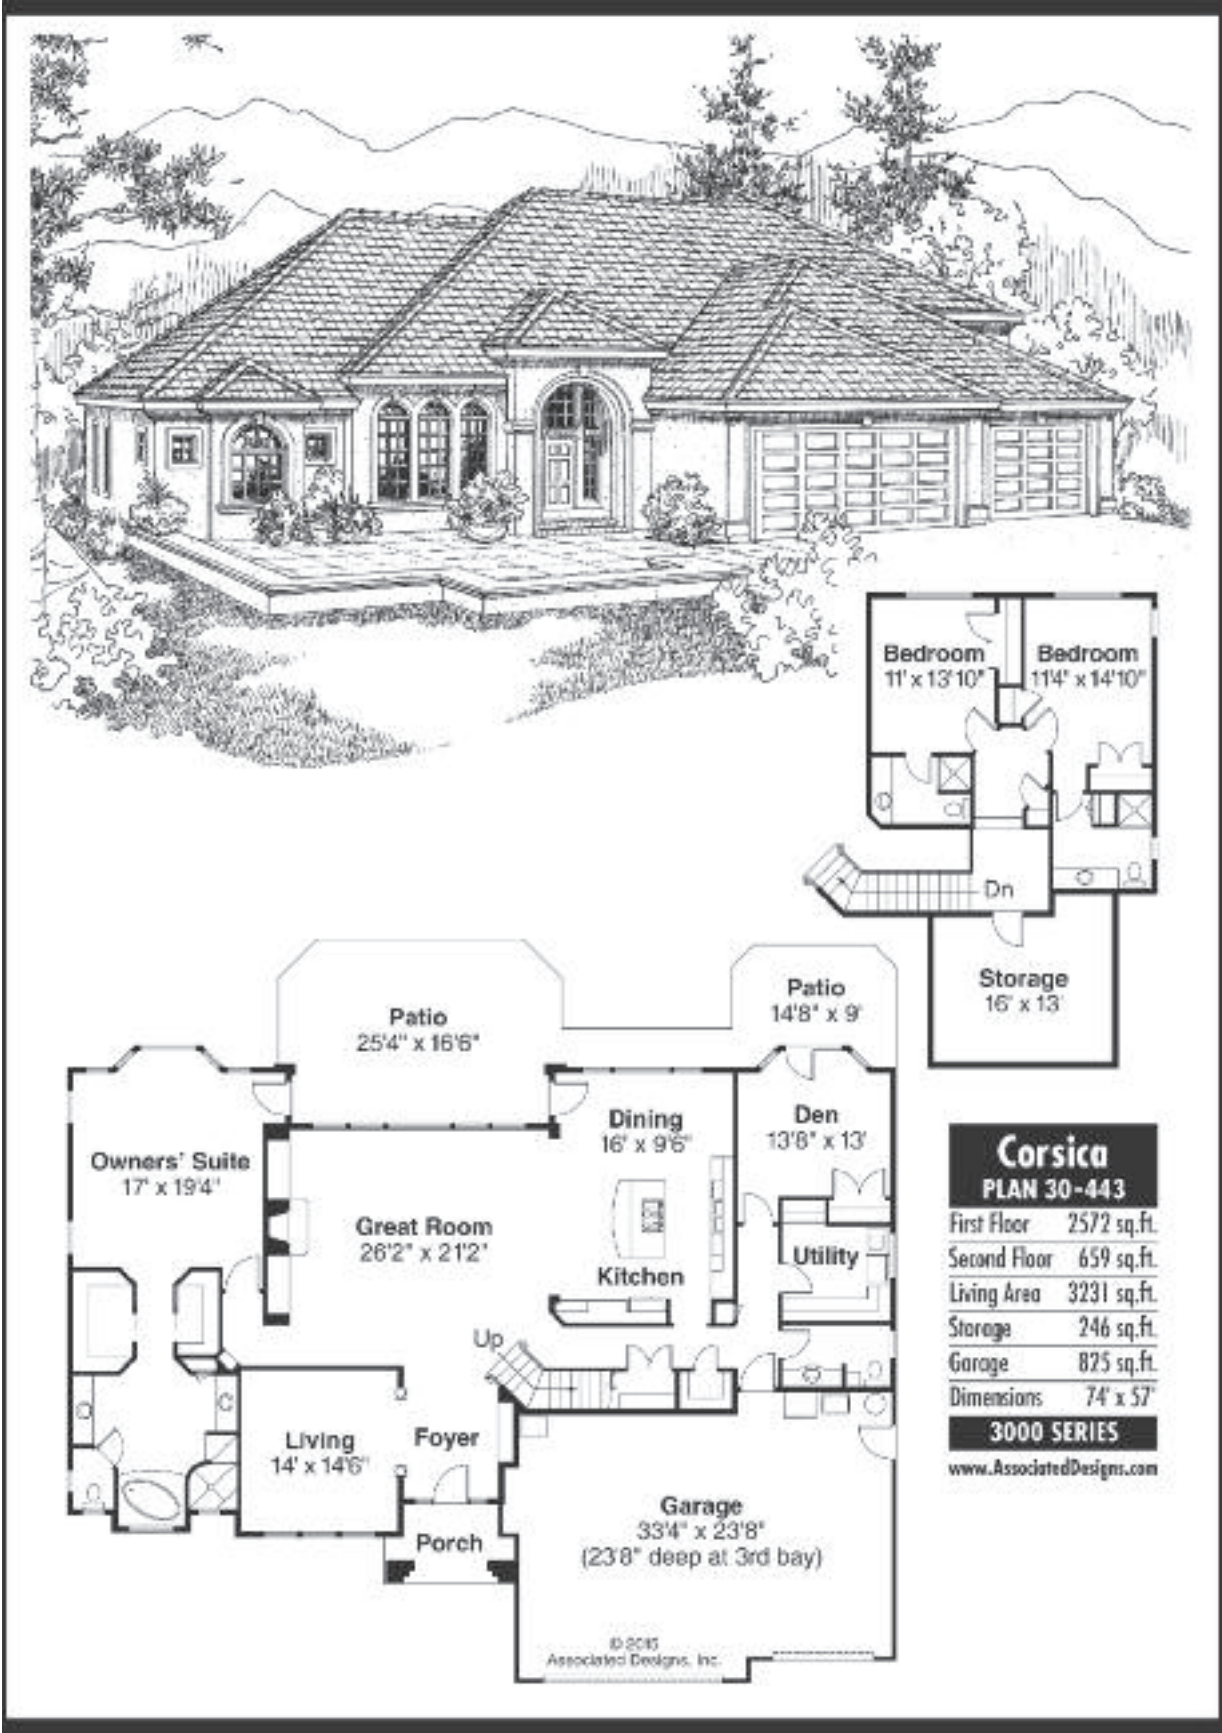 Bedroom
11' x 13'10"
Bedroom
11'4" x 14'10"
Dn
Storage
16' x 13'
Patio
25'4" x 16'6"
Patio
14'8" x 9'
Owners' Suite
17' x 19'4"
Great Room
26'2" x 21'2"
Dining
16' x 9'6"
Kitchen
Den
13'8" x 13'
Utility
Up
Living
14' x 14'6"
Foyer
Porch
Garage
33'4" x 23'8"
(23'8" deep at 3rd bay)
© 2015
Associated Designs, Inc.
Corsica
PLAN 30-443
First Floor 2572 sq.ft.
Second Floor 659 sq.ft.
Living Area 3231 sq.ft.
Storage 246 sq.ft.
Garage 825 sq.ft.
Dimensions 74' x 57'
3000 SERIES
www.AssociatedDesigns.com